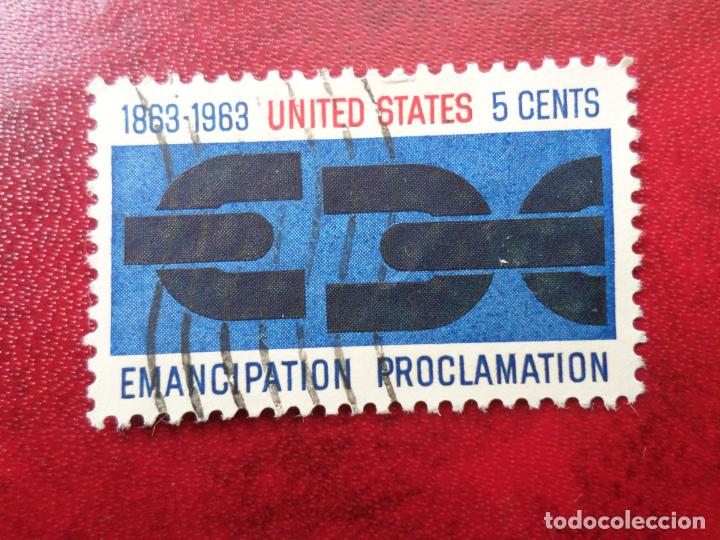 1863-1963 UNITED STATES 5 CENTS
EMANCIPATION PROCLAMATION
todocoleccion